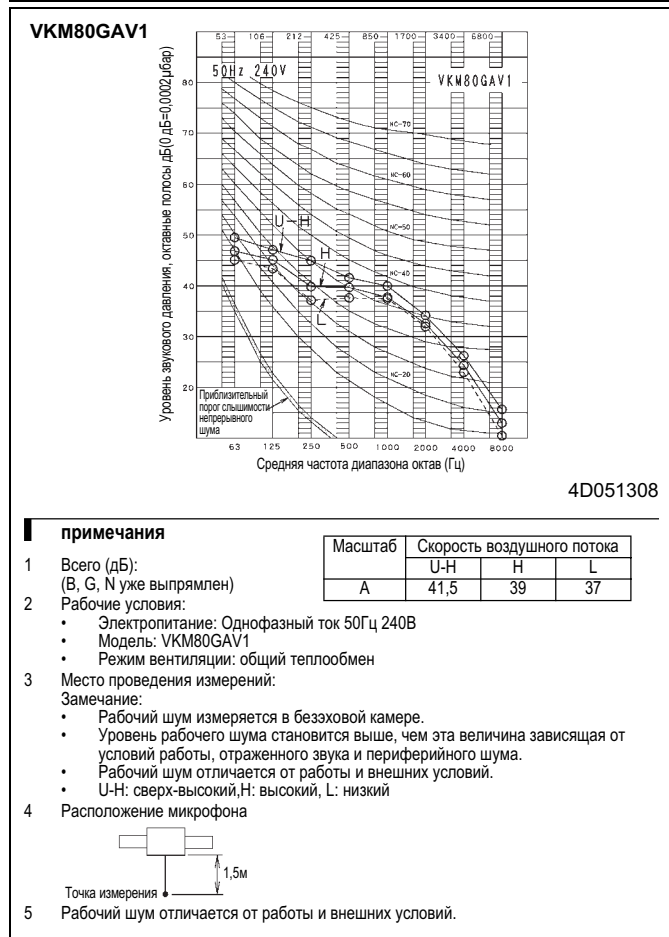 VKM80GAV1
53 106 212 425 850 1700 3400 6800
50Hz 240V
VKM80GAV1
Уровень звукового давления, октавные полосы дБ(0 дБ=0,0002µбар)
80
70
60
50
40
30
20
NC-70
NC-60
NC-50
NC-40
NC-20
U-H
H
L
Приблизительный
порог слышимости
непрерывного
шума
63 125 250 500 1000 2000 4000 8000
Средняя частота диапазона октав (Гц)
4D051308
примечания
Масштаб Скорость воздушного потока
U-H H L
A 41,5 39 37
1 Всего (дБ):
(B, G, N уже выпрямлен)
2 Рабочие условия:
• Электропитание: Однофазный ток 50Гц 240В
• Модель: VKM80GAV1
• Режим вентиляции: общий теплообмен
3 Место проведения измерений:
Замечание:
• Рабочий шум измеряется в безэховой камере.
• Уровень рабочего шума становится выше, чем эта величина зависящая от
условий работы, отраженного звука и периферийного шума.
• Рабочий шум отличается от работы и внешних условий.
• U-H: сверх-высокий,H: высокий, L: низкий
4 Расположение микрофона
1,5м
Точка измерения
5 Рабочий шум отличается от работы и внешних условий.